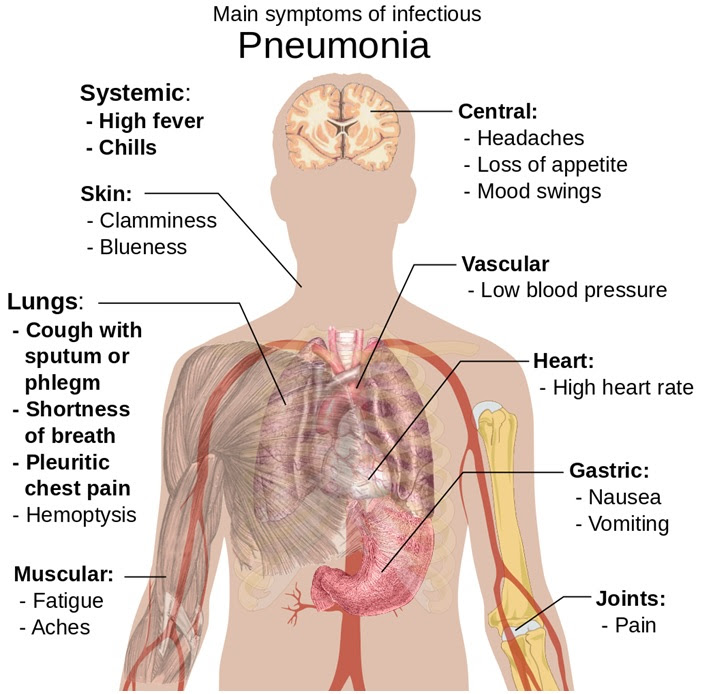 Main symptoms of infectious
Pneumonia
Systemic:
- High fever
- Chills
Skin:
- Clamminess
- Blueness
Lungs:
- Cough with
sputum or
phlegm
- Shortness
of breath
- Pleuritic
chest pain
- Hemoptysis
Muscular:
- Fatigue
- Aches
Central:
- Headaches
- Loss of appetite
- Mood swings
Vascular
- Low blood pressure
Heart:
- High heart rate
Gastric:
- Nausea
- Vomiting
Joints:
- Pain